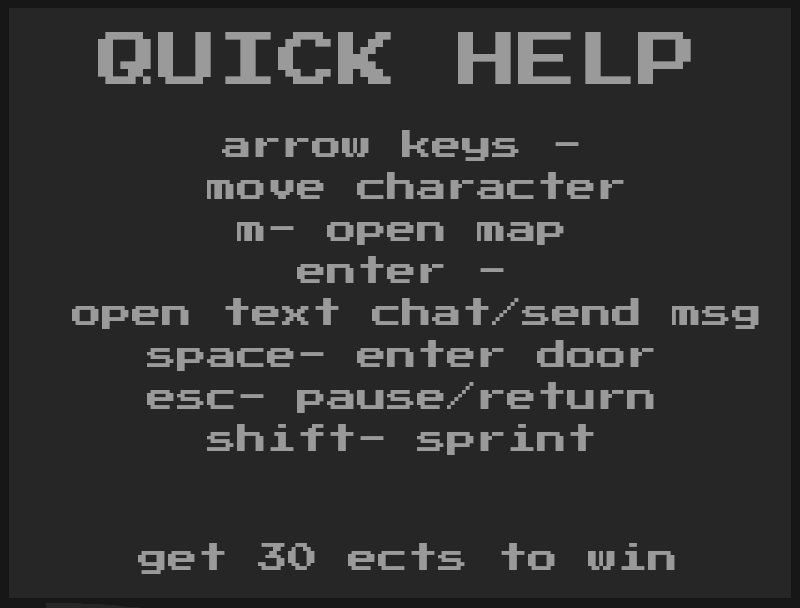 QUICK HELP
arrow keys -
move character
m- open map
enter -
open text chat/send msg
space- enter door
esc- pause/return
shift- sprint
get 30 ects to win